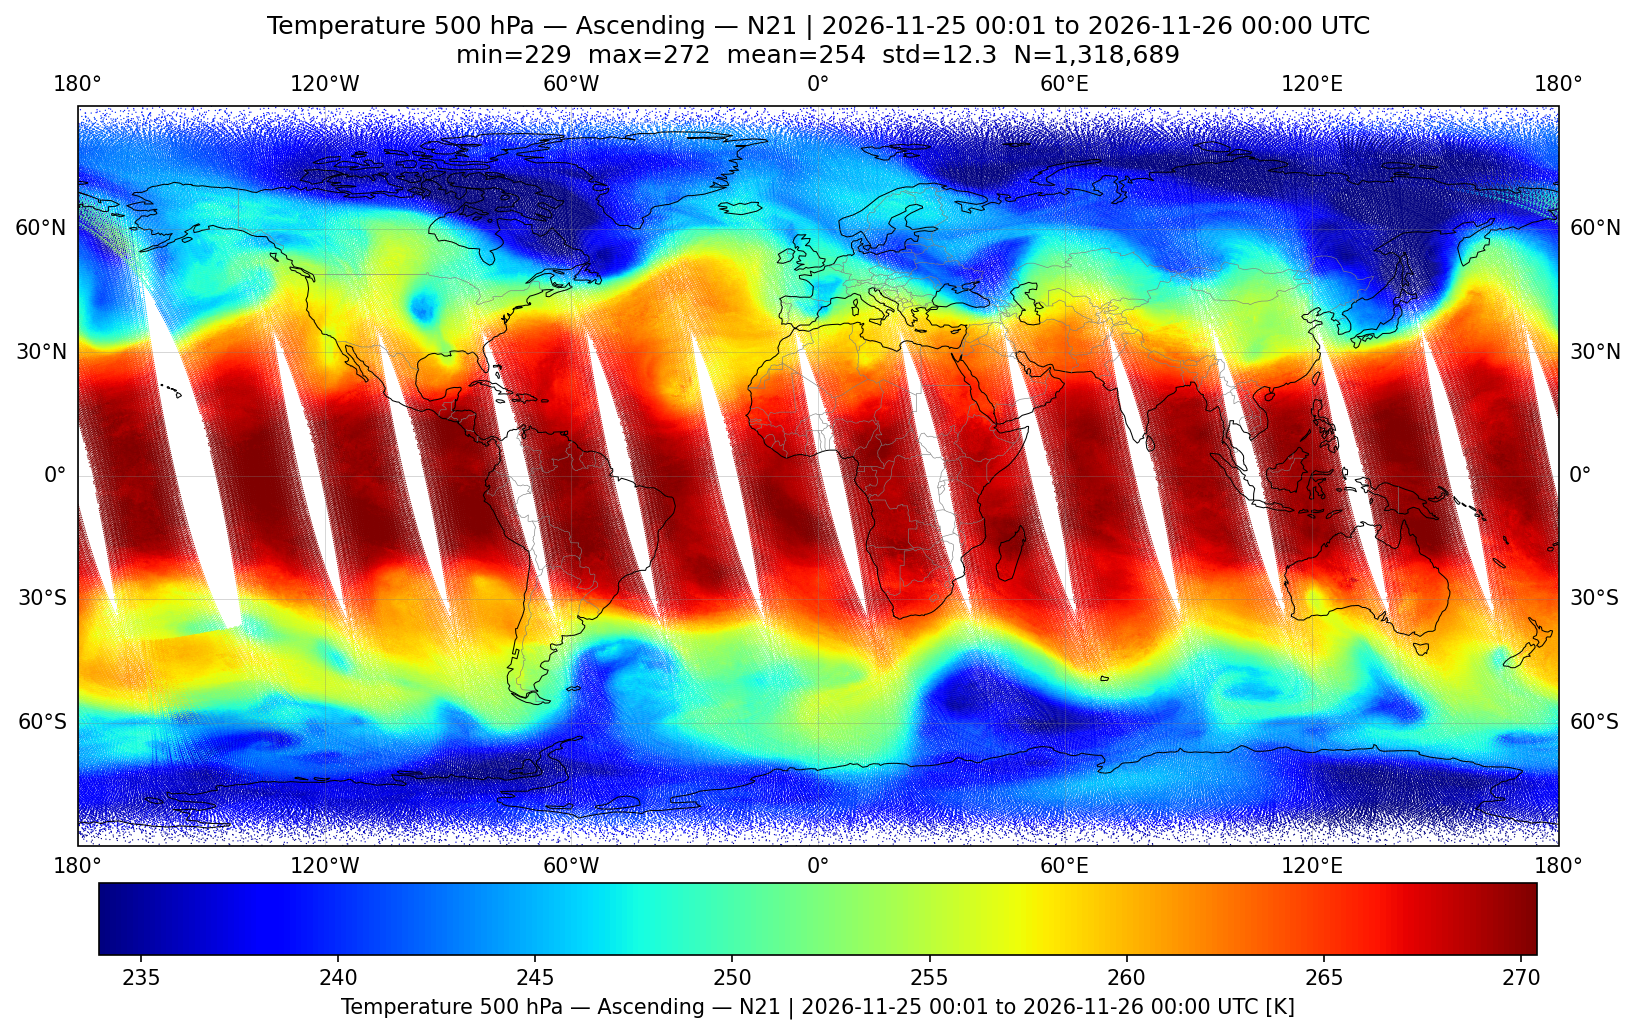 Temperature 500 hPa — Ascending — N21 | 2026-11-25 00:01 to 2026-11-26 00:00 UTC
min=229  max=272  mean=254  std=12.3  N=1,318,689
180° 120°W 60°W 0° 60°E 120°E 180°
60°N 60°N
30°N 30°N
0° 0°
30°S 30°S
60°S 60°S
180° 120°W 60°W 0° 60°E 120°E 180°
235 240 245 250 255 260 265 270
Temperature 500 hPa — Ascending — N21 | 2026-11-25 00:01 to 2026-11-26 00:00 UTC [K]